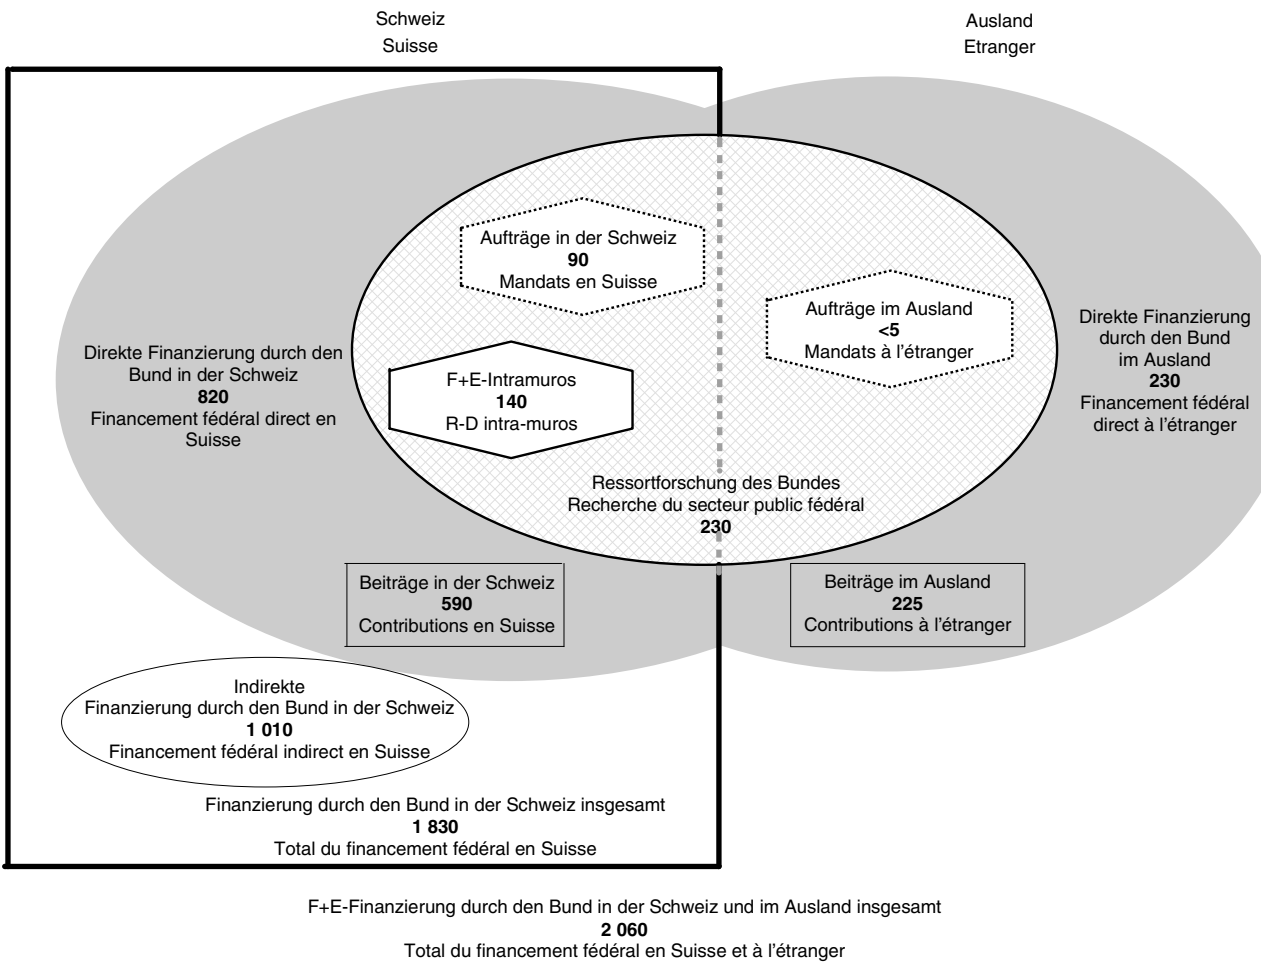 Schweiz
Suisse
Ausland
Etranger
Aufträge in der Schweiz
90
Mandats en Suisse
Aufträge im Ausland
<5
Mandats à l'étranger
Direkte Finanzierung durch den
Bund in der Schweiz
820
Financement fédéral direct en
Suisse
F+E-Intramuros
140
R-D intra-muros
Direkte Finanzierung
durch den Bund
im Ausland
230
Financement fédéral
direct à l'étranger
Ressortforschung des Bundes
Recherche du secteur public fédéral
230
Beiträge in der Schweiz
590
Contributions en Suisse
Beiträge im Ausland
225
Contributions à l'étranger
Indirekte
Finanzierung durch den Bund in der Schweiz
1 010
Financement fédéral indirect en Suisse
Finanzierung durch den Bund in der Schweiz insgesamt
1 830
Total du financement fédéral en Suisse
F+E-Finanzierung durch den Bund in der Schweiz und im Ausland insgesamt
2 060
Total du financement fédéral en Suisse et à l'étranger